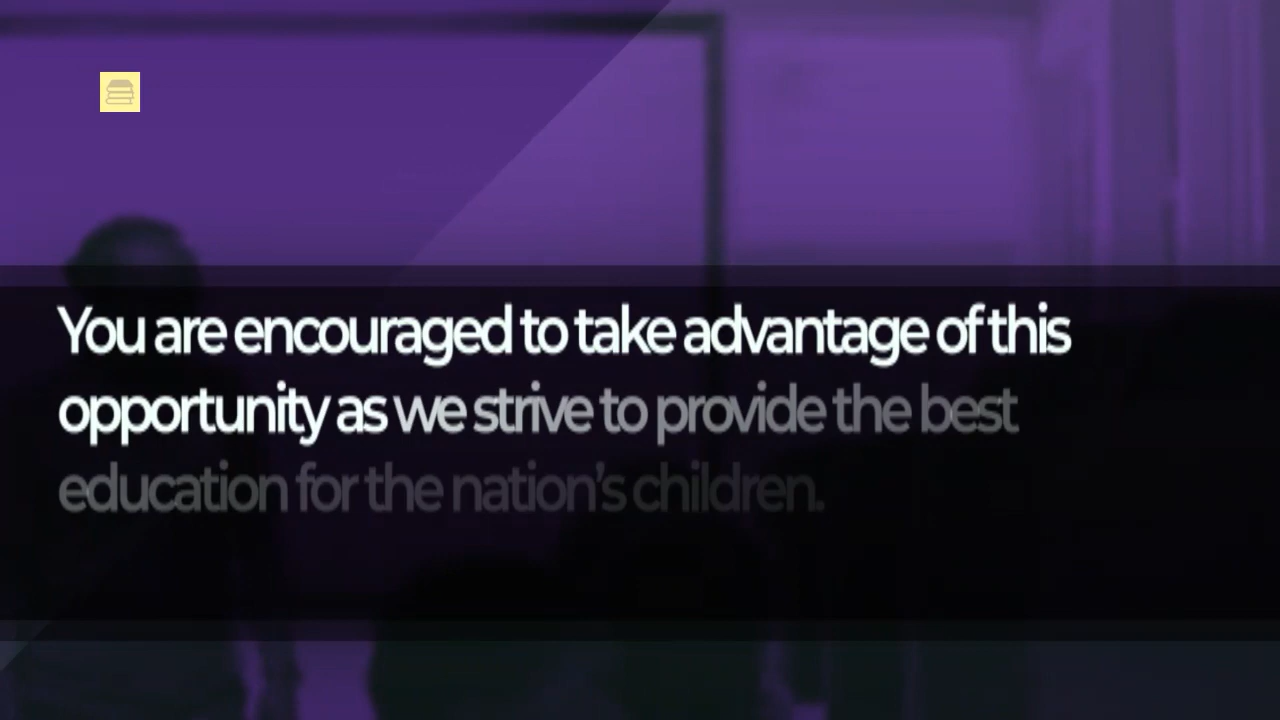 You are encouraged to take advantage of this
opportunity as we strive to provide the best
education for the nation’s children.